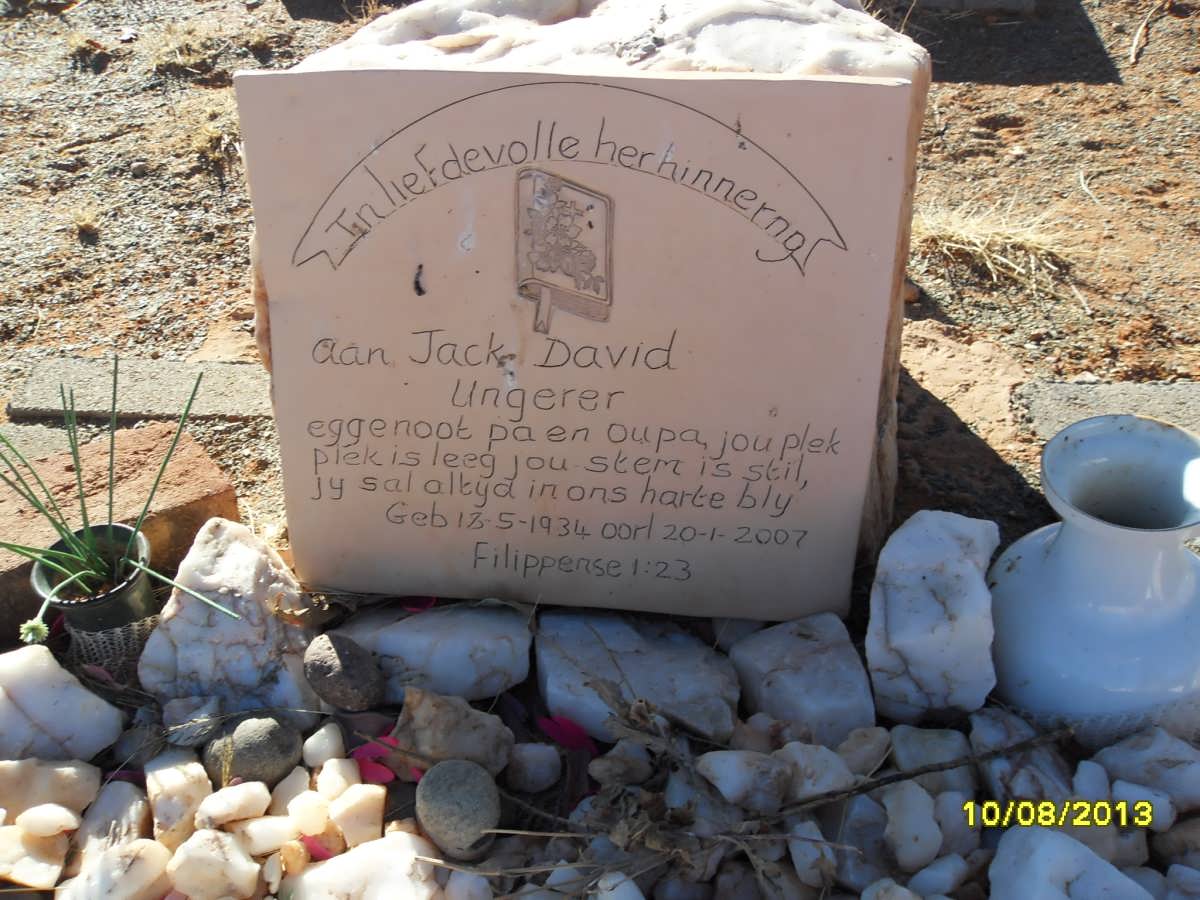 In liefdevolle herhinnerng
aan Jack David
Ungerer
eggenoot pa en Oupa, jou plek
plek is leeg jou stem is stil,
jy sal altyd in ons harte bly
Geb -5-1934 oorl 20-1-2007
Filippense 1:23
10/08/2013